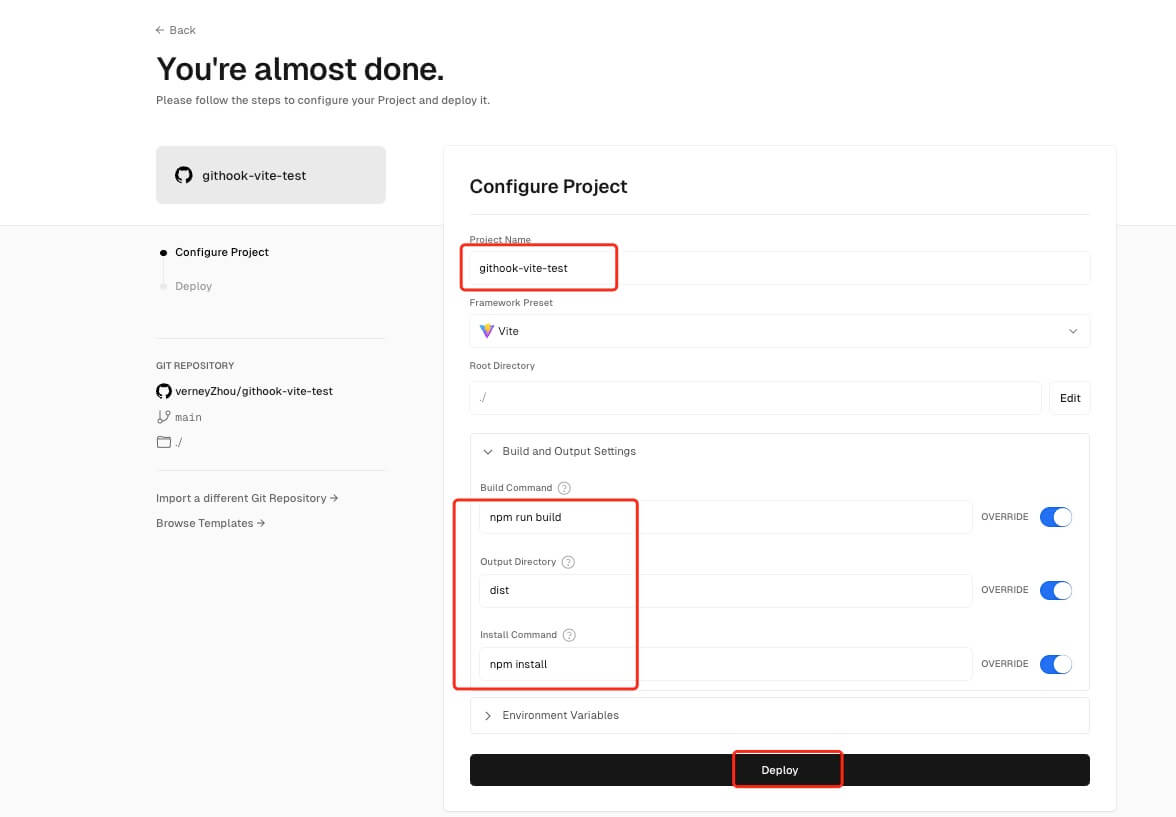 ← Back
You're almost done.
Please follow the steps to configure your Project and deploy it.
githook-vite-test
Configure Project
Deploy
GIT REPOSITORY
verneyZhou/githook-vite-test
main
./
Import a different Git Repository →
Browse Templates →
Configure Project
Project Name
githook-vite-test
Framework Preset
Vite
Root Directory
./
Edit
Build and Output Settings
Build Command ?
npm run build
OVERRIDE
Output Directory ?
dist
OVERRIDE
Install Command ?
npm install
OVERRIDE
Environment Variables
Deploy